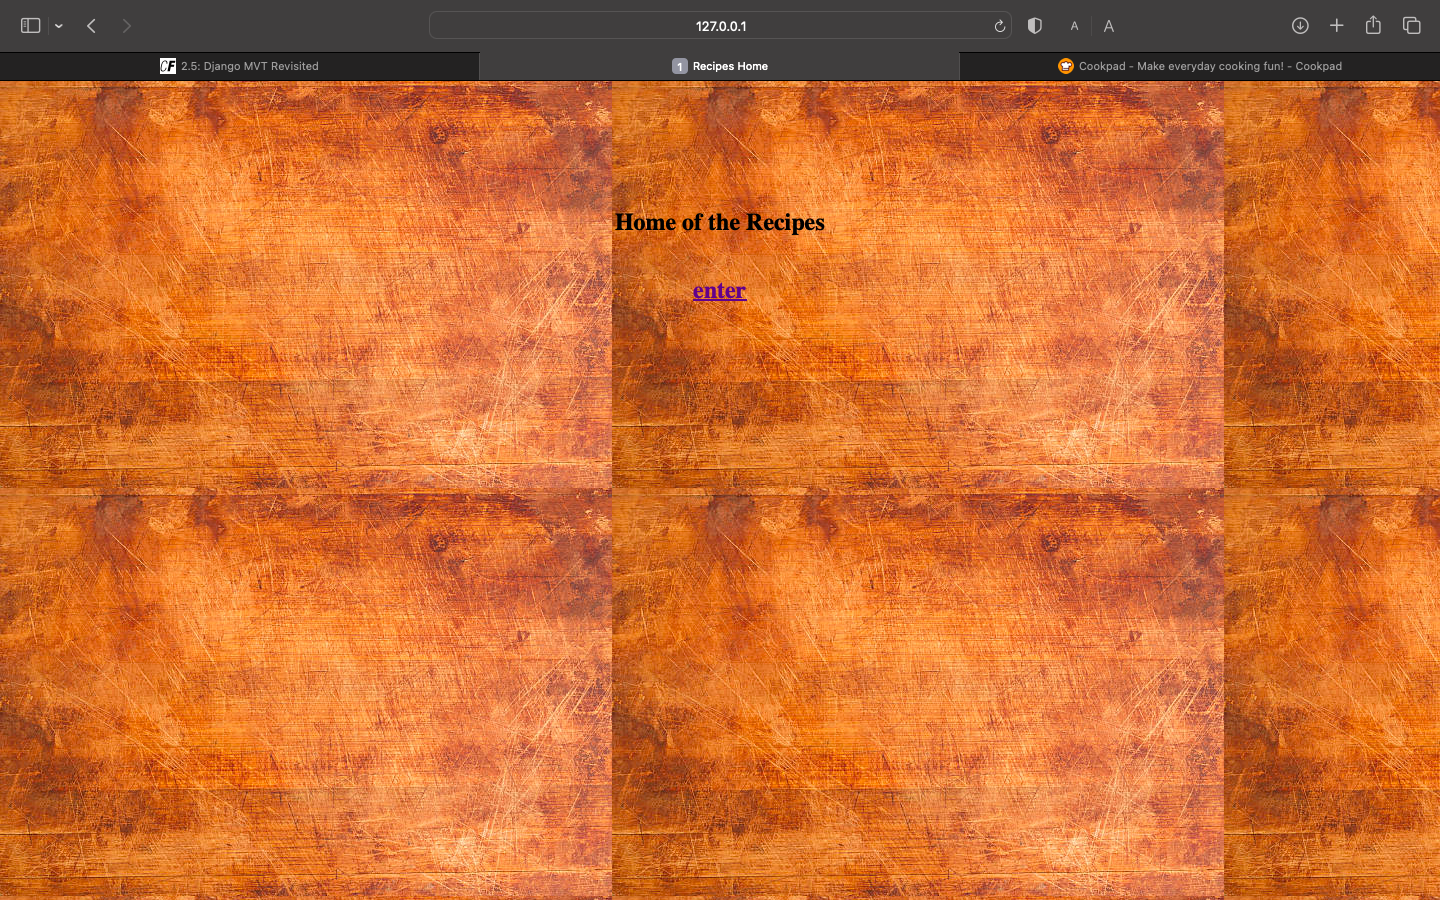 127.0.0.1
A A
CF 2.5: Django MVT Revisited
1 Recipes Home
Cookpad - Make everyday cooking fun! - Cookpad
Home of the Recipes
enter